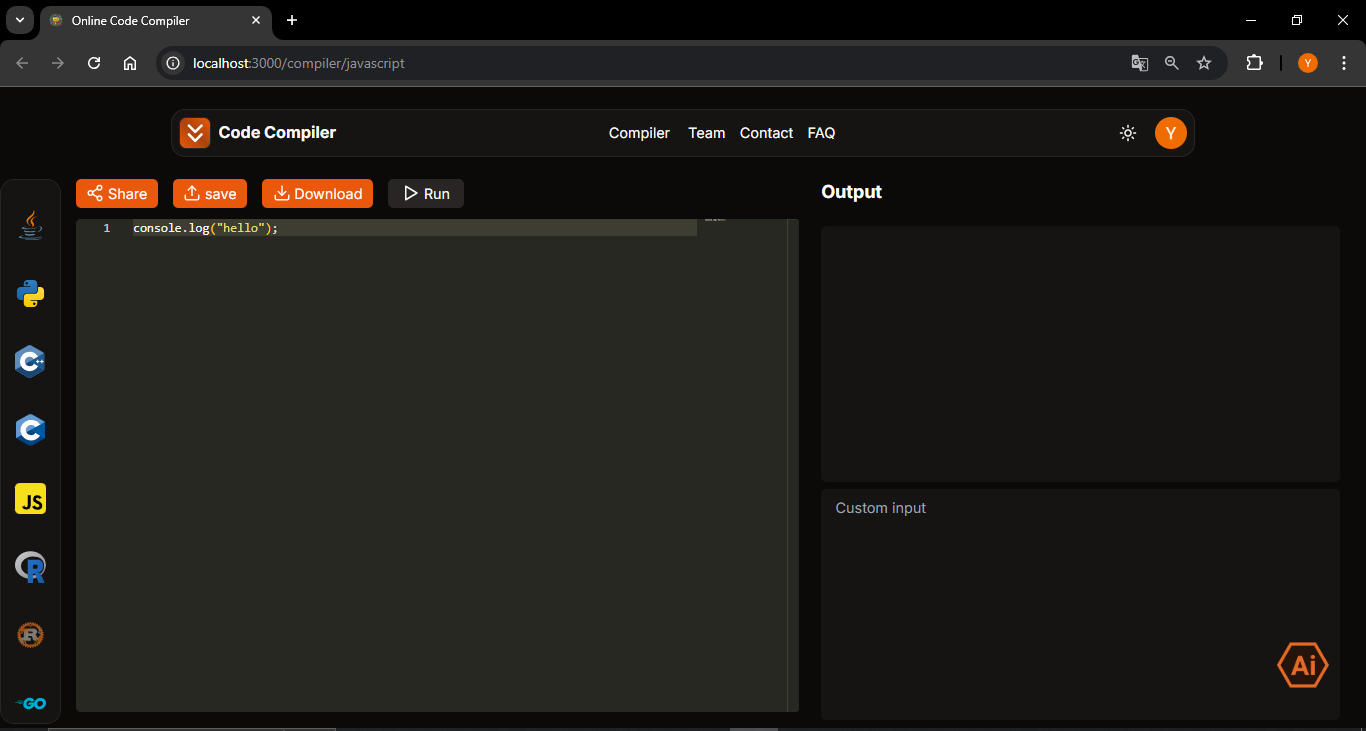 Online Code Compiler
localhost:3000/compiler/javascript
Y
Code Compiler
Compiler Team Contact FAQ
Y
Share save Download Run
Output
1 console.log("hello");
Custom input
C++
C
JS
R
R
GO
Ai